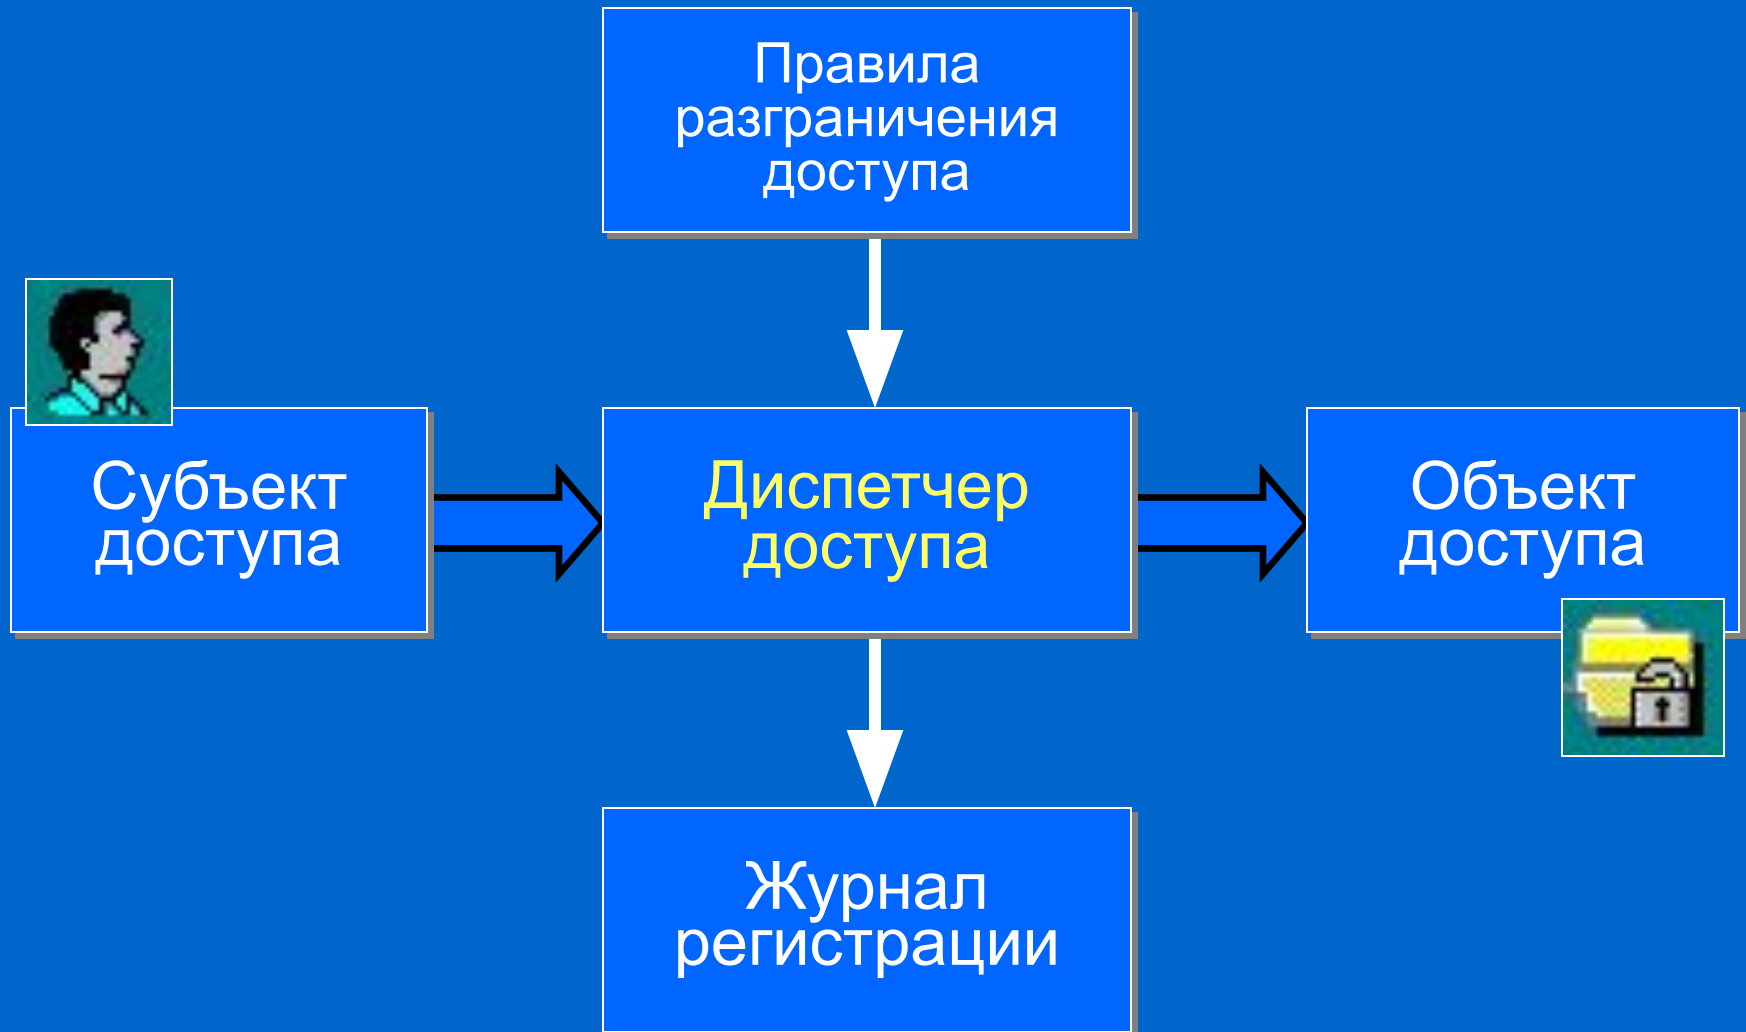 Правила
разграничения
доступа
Субъект
доступа
Диспетчер
доступа
Объект
доступа
Журнал
регистрации